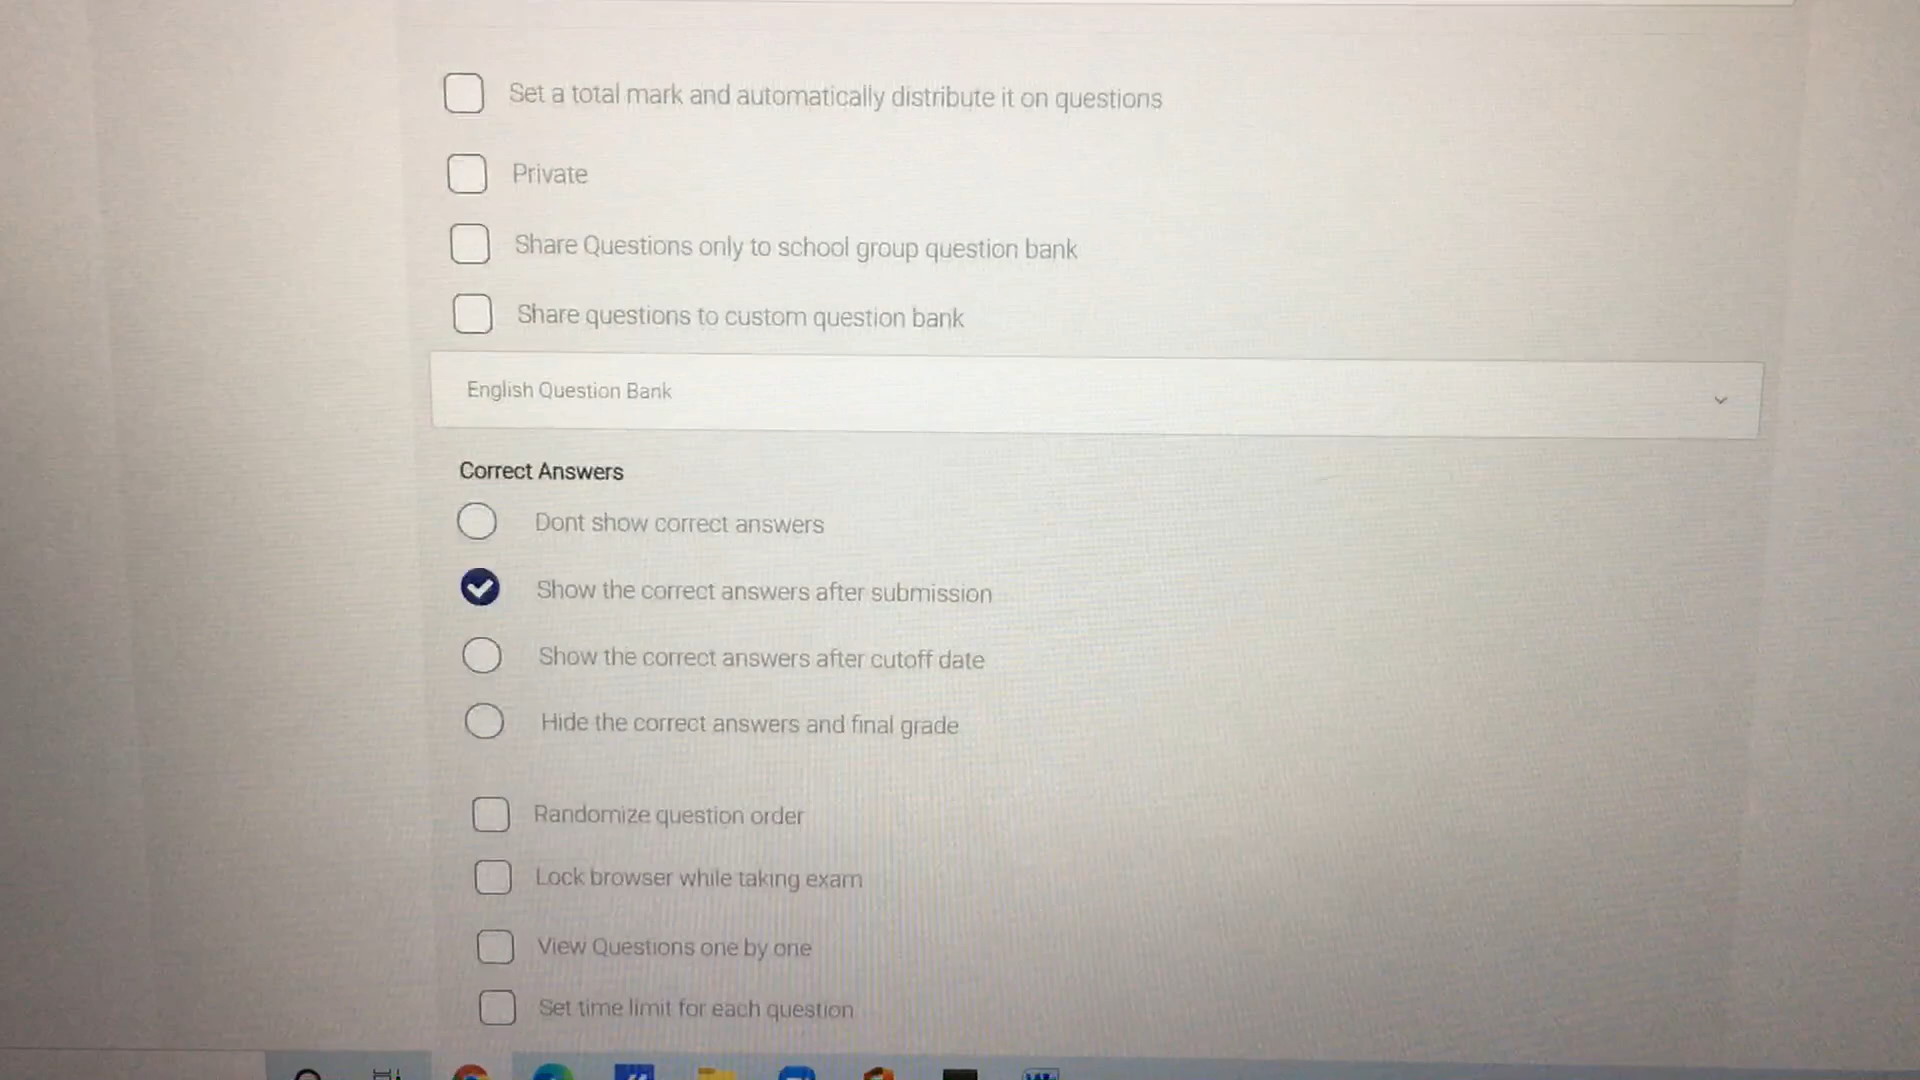 Set a total mark and automatically distribute it on questions
Private
Share Questions only to school group question bank
Share questions to custom question bank
English Question Bank
Correct Answers
Dont show correct answers
Show the correct answers after submission
Show the correct answers after cutoff date
Hide the correct answers and final grade
Randomize question order
Lock browser while taking exam
View Questions one by one
Set time limit for each question